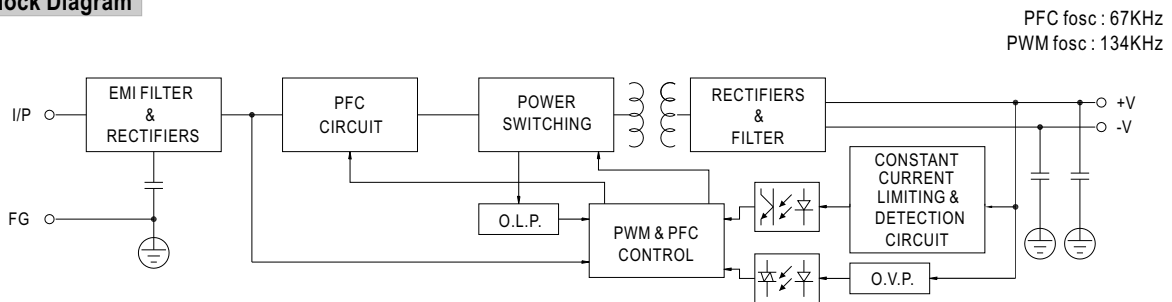 lock Diagram
PFC fosc : 67KHz
PWM fosc : 134KHz
I/P
EMI FILTER
&
RECTIFIERS
PFC
CIRCUIT
POWER
SWITCHING
RECTIFIERS
&
FILTER
+V
-V
FG
O.L.P.
PWM & PFC
CONTROL
CONSTANT
CURRENT
LIMITING &
DETECTION
CIRCUIT
O.V.P.